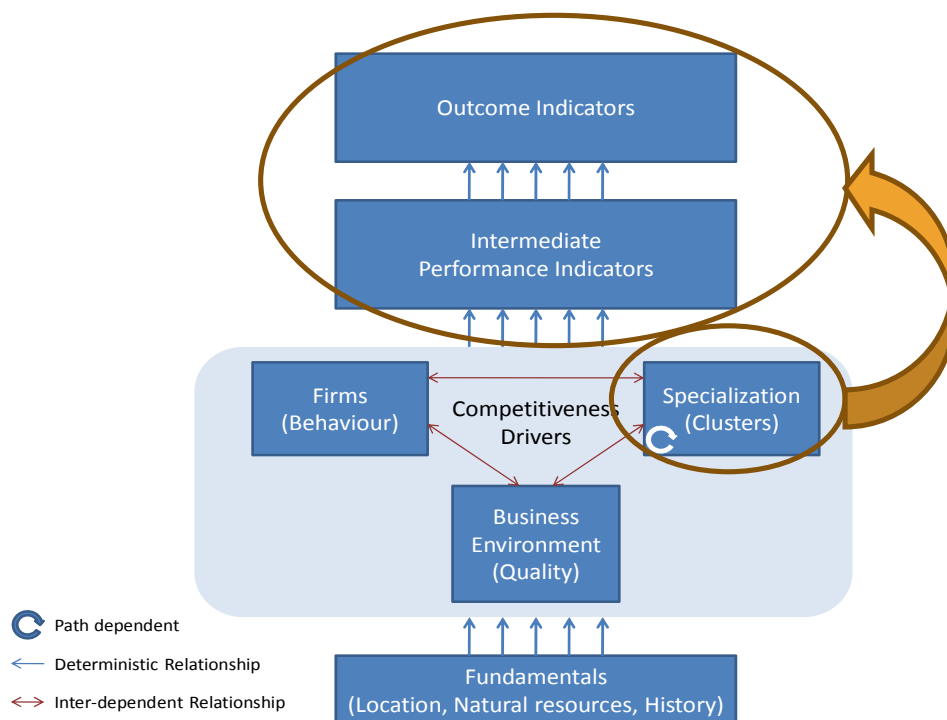 Outcome Indicators
Intermediate
Performance Indicators
Firms
(Behaviour)
Competitiveness
Drivers
Specialization
(Clusters)
Business
Environment
(Quality)
Path dependent
Deterministic Relationship
Inter-dependent Relationship
Fundamentals
(Location, Natural resources, History)